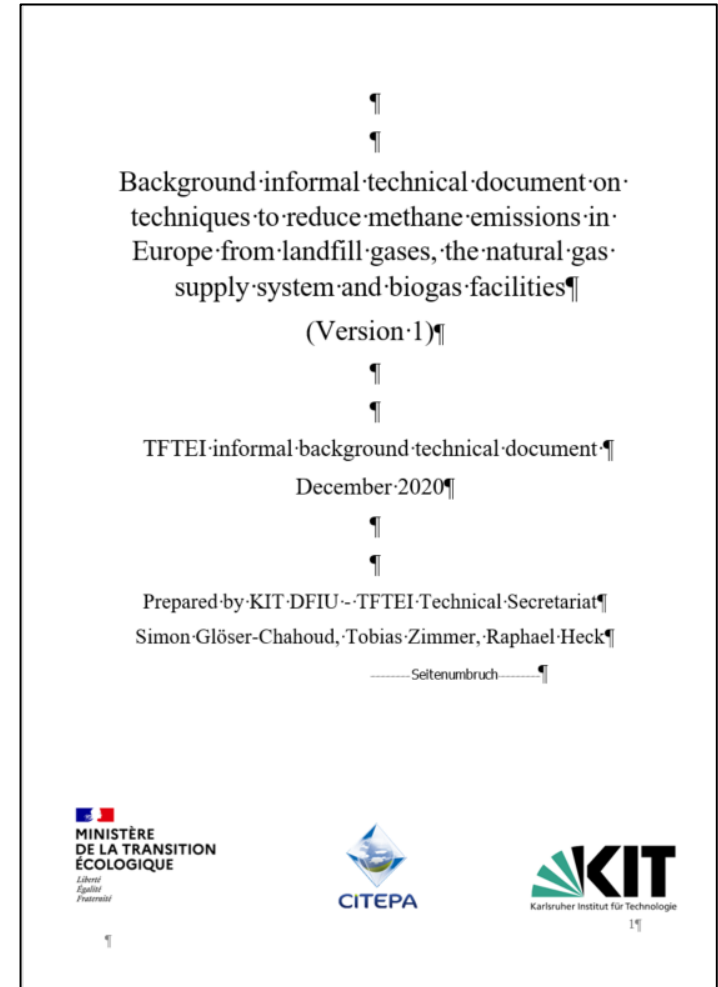 ¶
¶
Background·informal·technical·document·on·
techniques·to·reduce·methane·emissions·in·
Europe·from·landfill·gases,·the·natural·gas·
supply·system·and·biogas·facilities¶
(Version·1)¶
¶
¶
TFTEI·informal·background·technical·document·¶
December·2020¶
¶
¶
Prepared·by·KIT·DFIU·-·TFTEI·Technical·Secretariat¶
Simon·Glöser-Chahoud,·Tobias·Zimmer,·Raphael·Heck¶
Seitenumbruch¶
MINISTÈRE
DE LA TRANSITION
ÉCOLOGIQUE
Liberté
Égalité
Fraternité
CITEPA
KIT
Karlsruher Institut für Technologie
1¶
¶